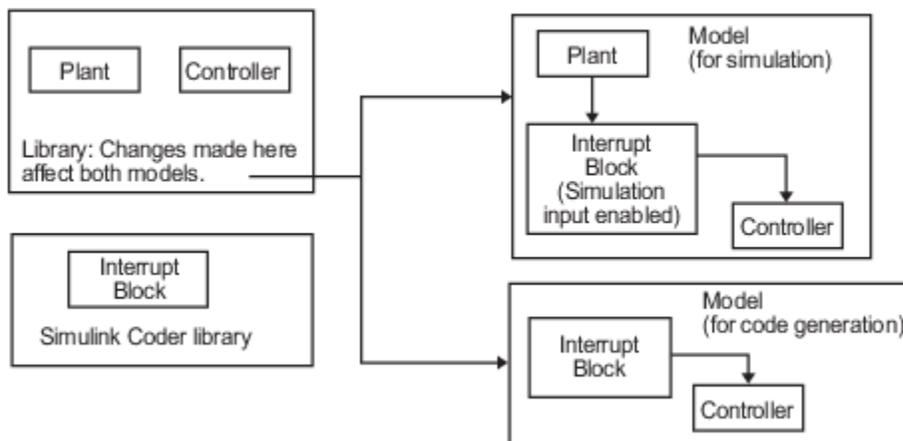 Plant
Controller
Library: Changes made here
affect both models.
Interrupt
Block
Simulink Coder library
Model
(for simulation)
Plant
Interrupt
Block
(Simulation
input enabled)
Controller
Model
(for code generation)
Interrupt
Block
Controller